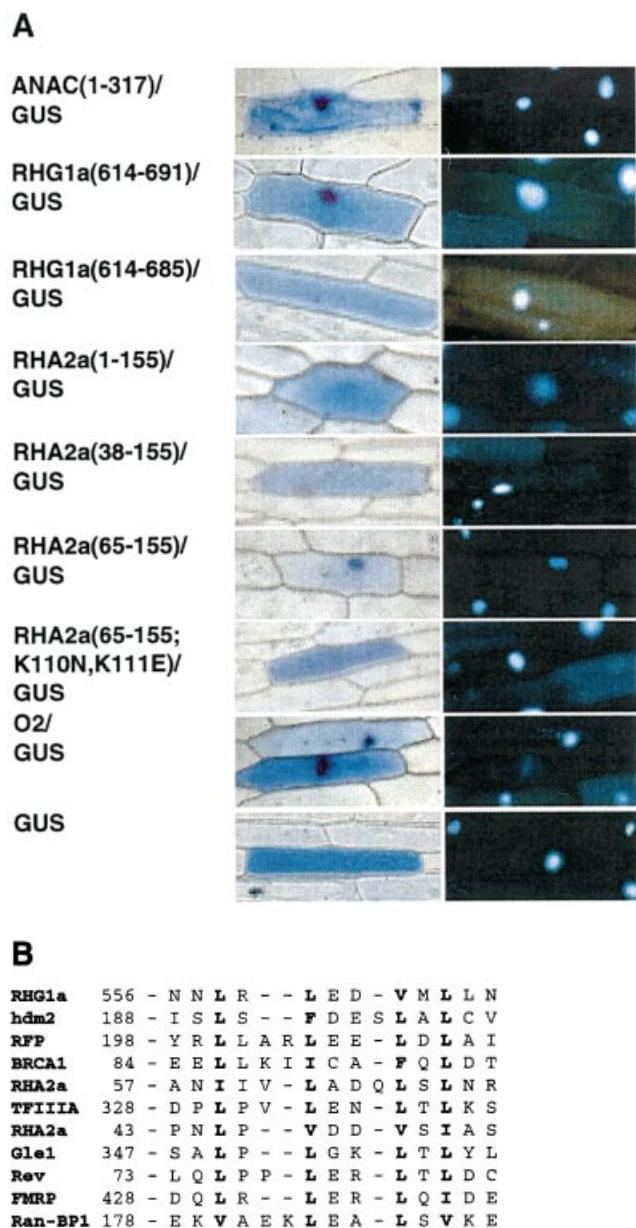 A
ANAC(1-317)/
GUS
RHG1a(614-691)/
GUS
RHG1a(614-685)/
GUS
RHA2a(1-155)/
GUS
RHA2a(38-155)/
GUS
RHA2a(65-155)/
GUS
RHA2a(65-155;
K110N,K111E)/
GUS
O2/
GUS
GUS
B
RHG1a 556 - N N L R - - L E D - V M L L N
hdm2 188 - I S L S - - F D E S L A L C V
RFP 198 - Y R L L A R L E E - L D L A I
BRCA1 84 - E E L L K I I C A - F Q L D T
RHA2a 57 - A N I I V - L A D Q L S L N R
TFIIIA 328 - D P L P V - L E N - L T L K S
RHA2a 43 - P N L P - - V D D - V S I A S
Gle1 347 - S A L P - - L G K - L T L Y L
Rev 73 - L Q L P P - L E R - L T L D C
FMRP 428 - D Q L R - - L E R - L Q I D E
Ran-BP1 178 - E K V A E K L E A - L S V K E